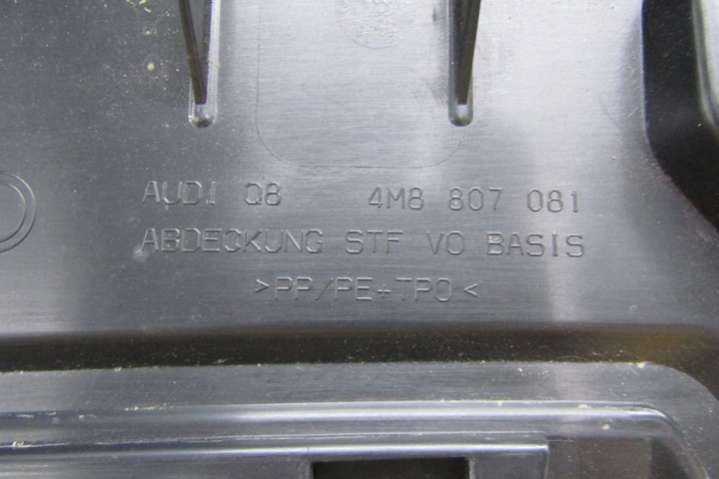 AUDI Q8 4M8 807 081
ABDECKUNG STF VO BASIS
>PP/PE+TPO<